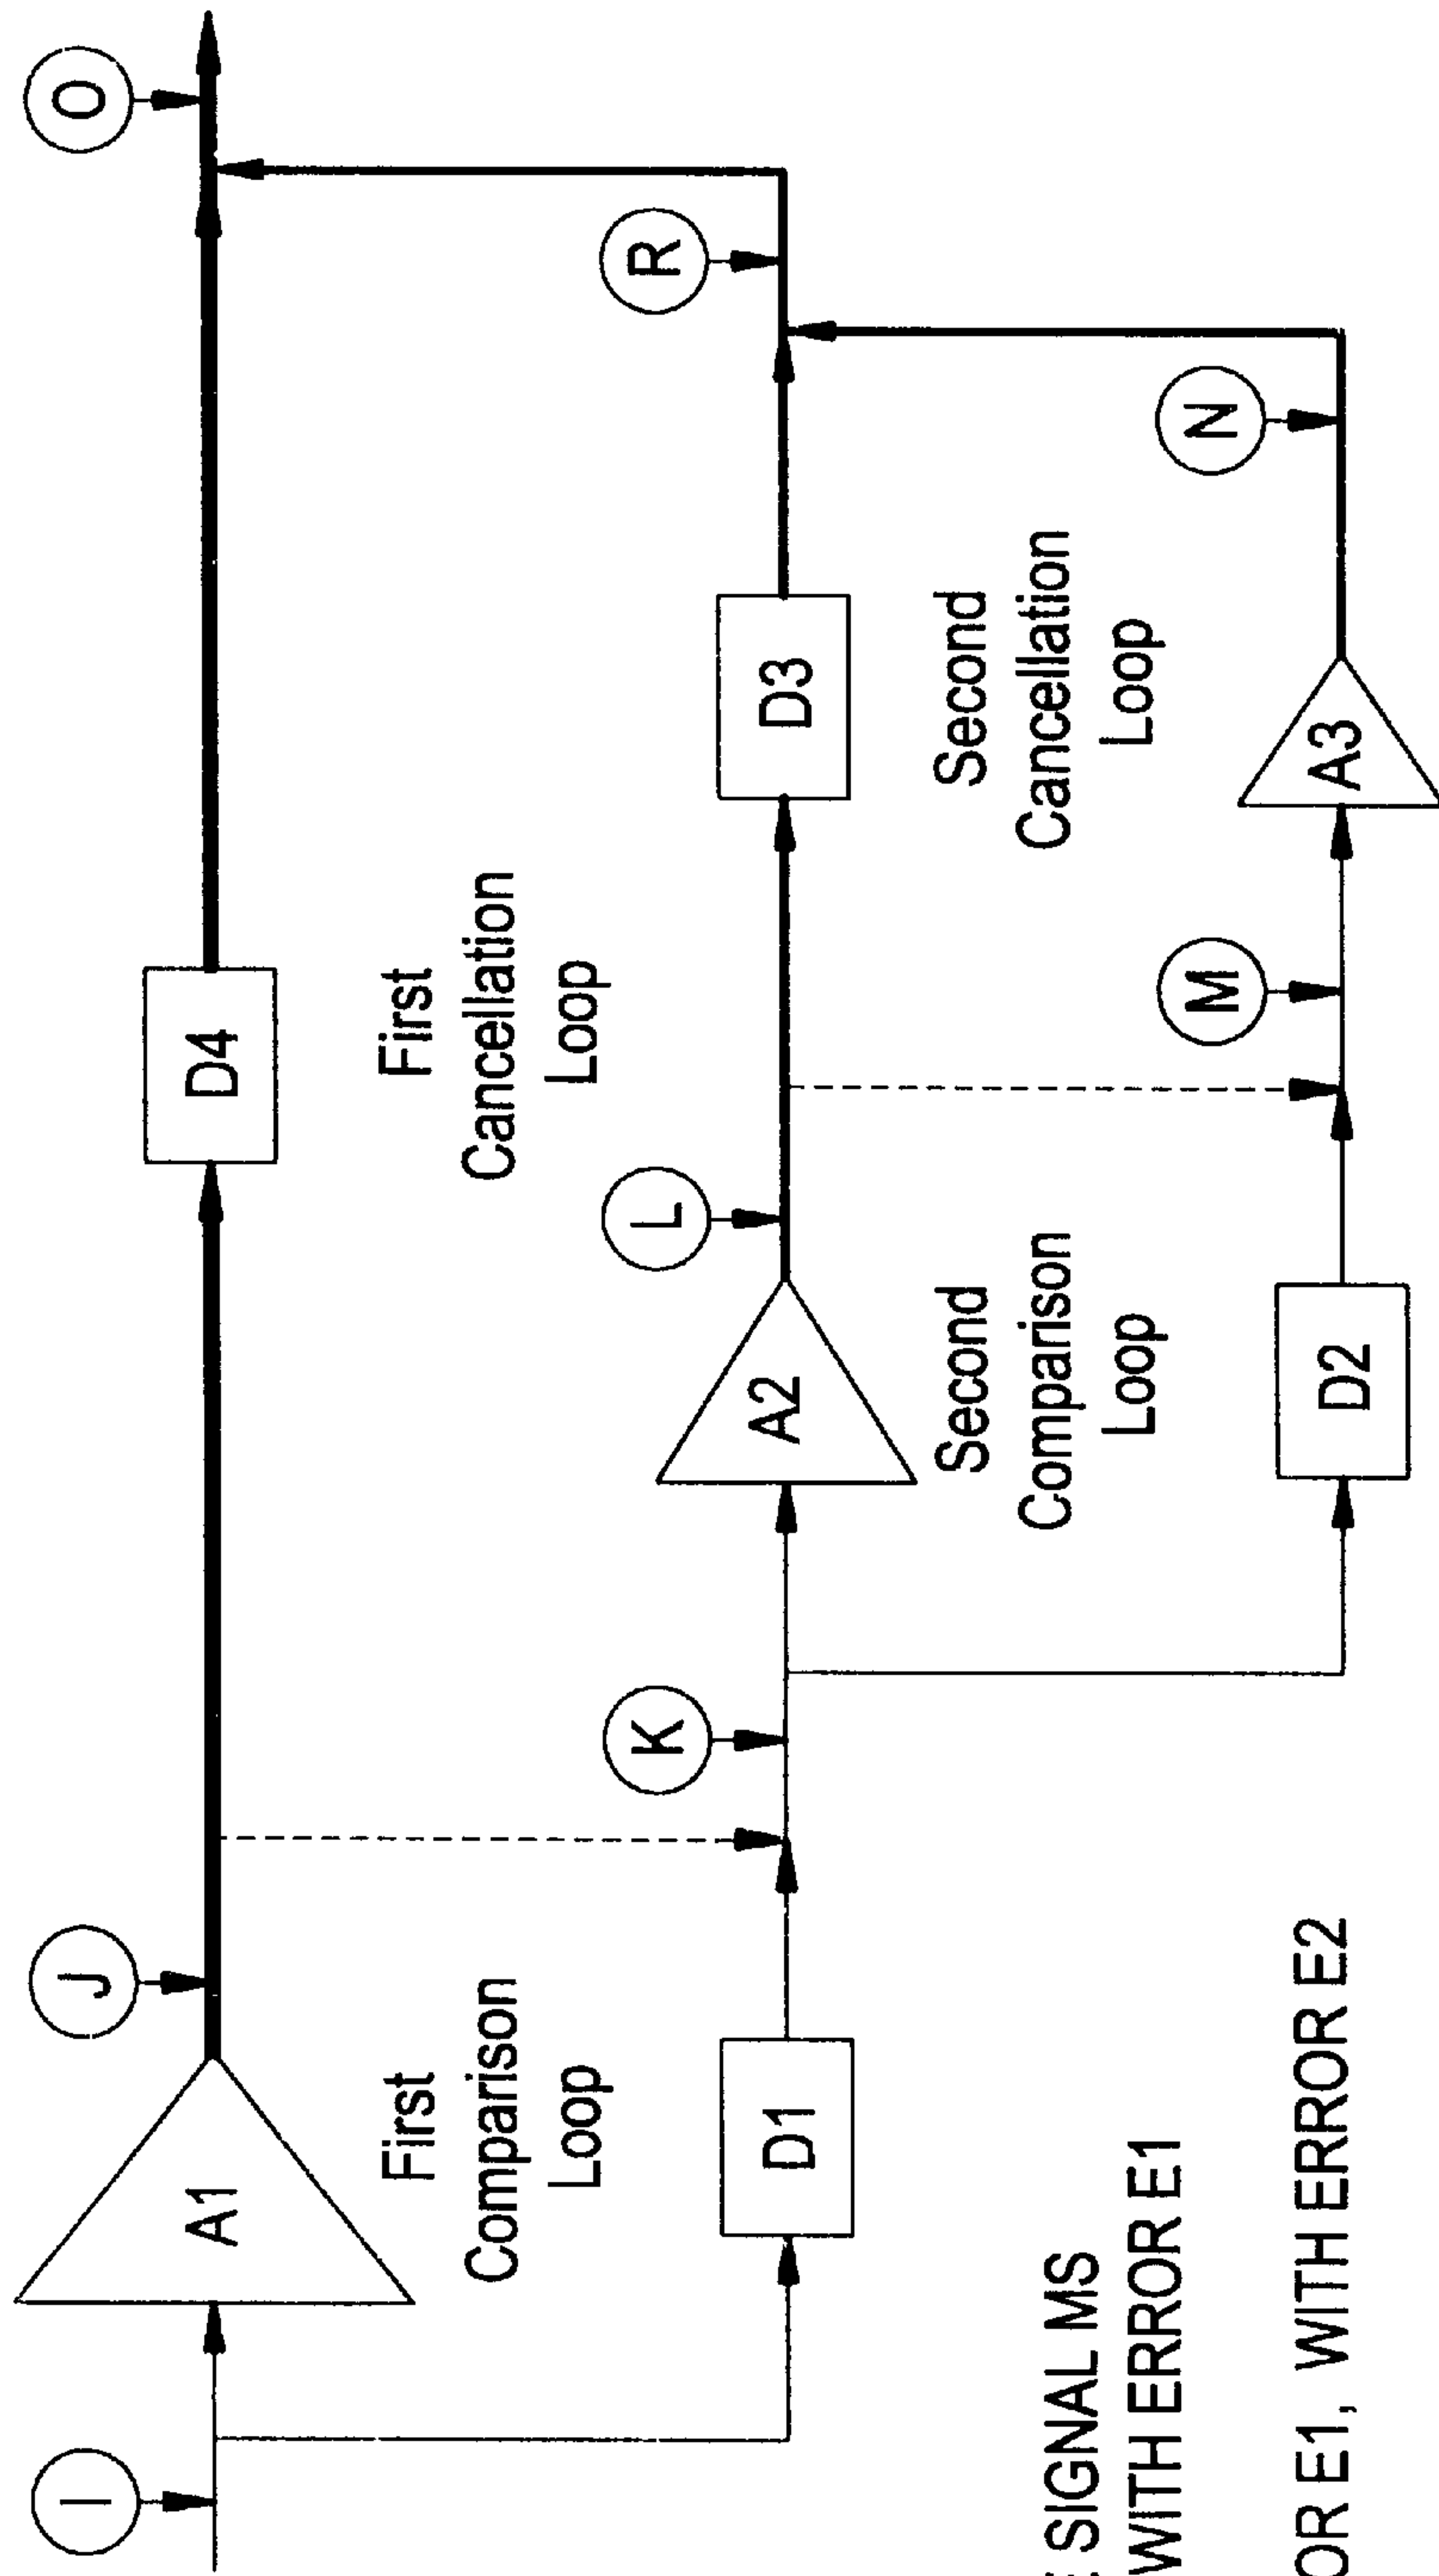 I
J
O
A1
D4
First
Comparison
Loop
First
Cancellation
Loop
K
L
R
D1
A2
D3
Second
Comparison
Loop
Second
Cancellation
Loop
M
N
D2
A3
SIGNAL MS
WITH ERROR E1
OR E1, WITH ERROR E2